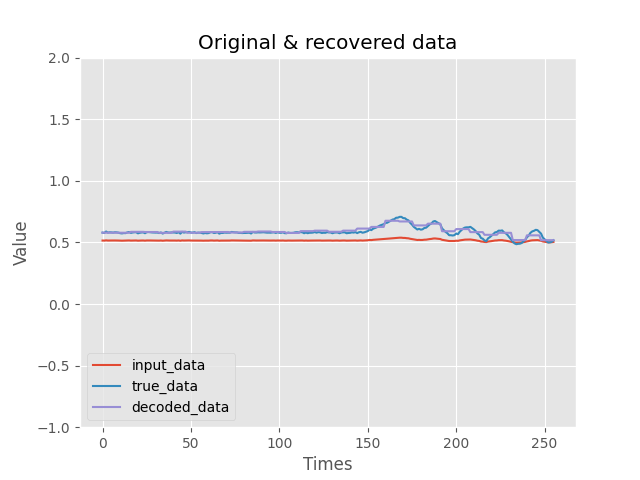 Original & recovered data
2.0
1.5
1.0
0.5
0.0
−0.5
−1.0
Value
input_data
true_data
decoded_data
0 50 100 150 200 250
Times